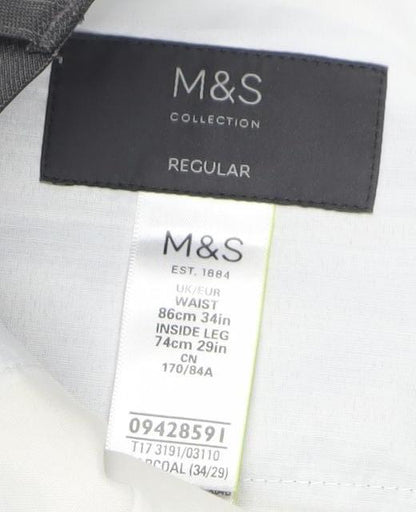 M&S
COLLECTION
REGULAR
M&S
EST. 1884
UK/EUR
WAIST
86cm 34in
INSIDE LEG
74cm 29in
CN
170/84A
09428591
T17 3191/03110
(34/29)